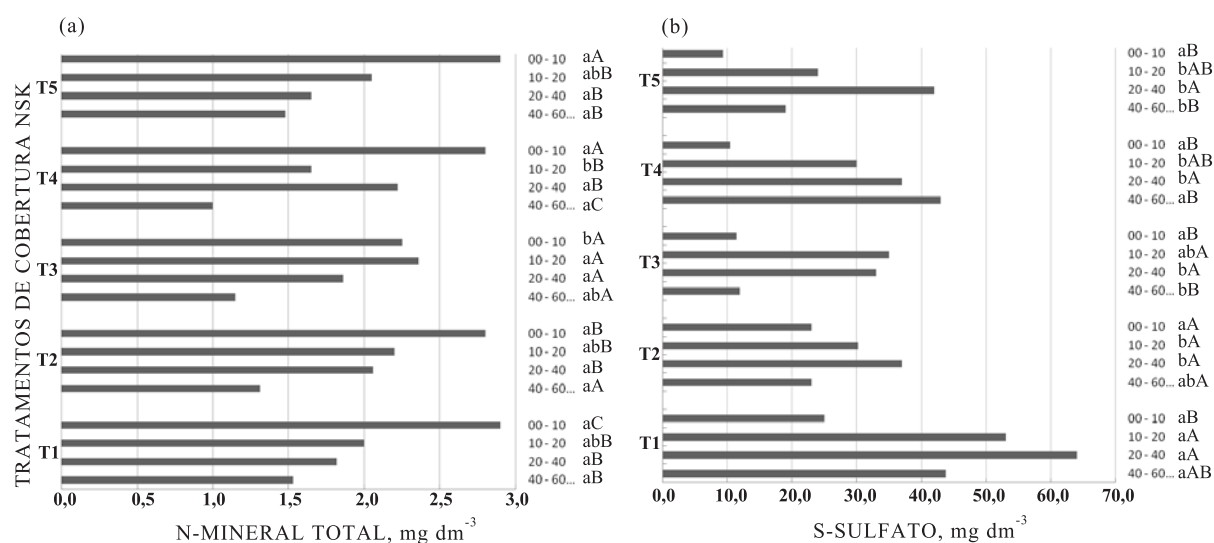 (a)
TRATAMENTOS DE COBERTURA NSK
T5
00 - 10 aA
10 - 20 abB
20 - 40 aB
40 - 60... aB
T4
00 - 10 aA
10 - 20 bB
20 - 40 aB
40 - 60... aC
T3
00 - 10 bA
10 - 20 aA
20 - 40 aA
40 - 60... abA
T2
00 - 10 aB
10 - 20 abB
20 - 40 aB
40 - 60... aA
T1
00 - 10 aC
10 - 20 abB
20 - 40 aB
40 - 60... aB
0,0 0,5 1,0 1,5 2,0 2,5 3,0
N-MINERAL TOTAL, mg dm⁻³
(b)
T5
00 - 10 aB
10 - 20 bAB
20 - 40 bA
40 - 60... bB
T4
00 - 10 aB
10 - 20 bAB
20 - 40 bA
40 - 60... aB
T3
00 - 10 aB
10 - 20 abA
20 - 40 bA
40 - 60... bB
T2
00 - 10 aA
10 - 20 bA
20 - 40 bA
40 - 60... abA
T1
00 - 10 aB
10 - 20 aA
20 - 40 aA
40 - 60... aAB
0,0 10,0 20,0 30,0 40,0 50,0 60,0 70,0
S-SULFATO, mg dm⁻³